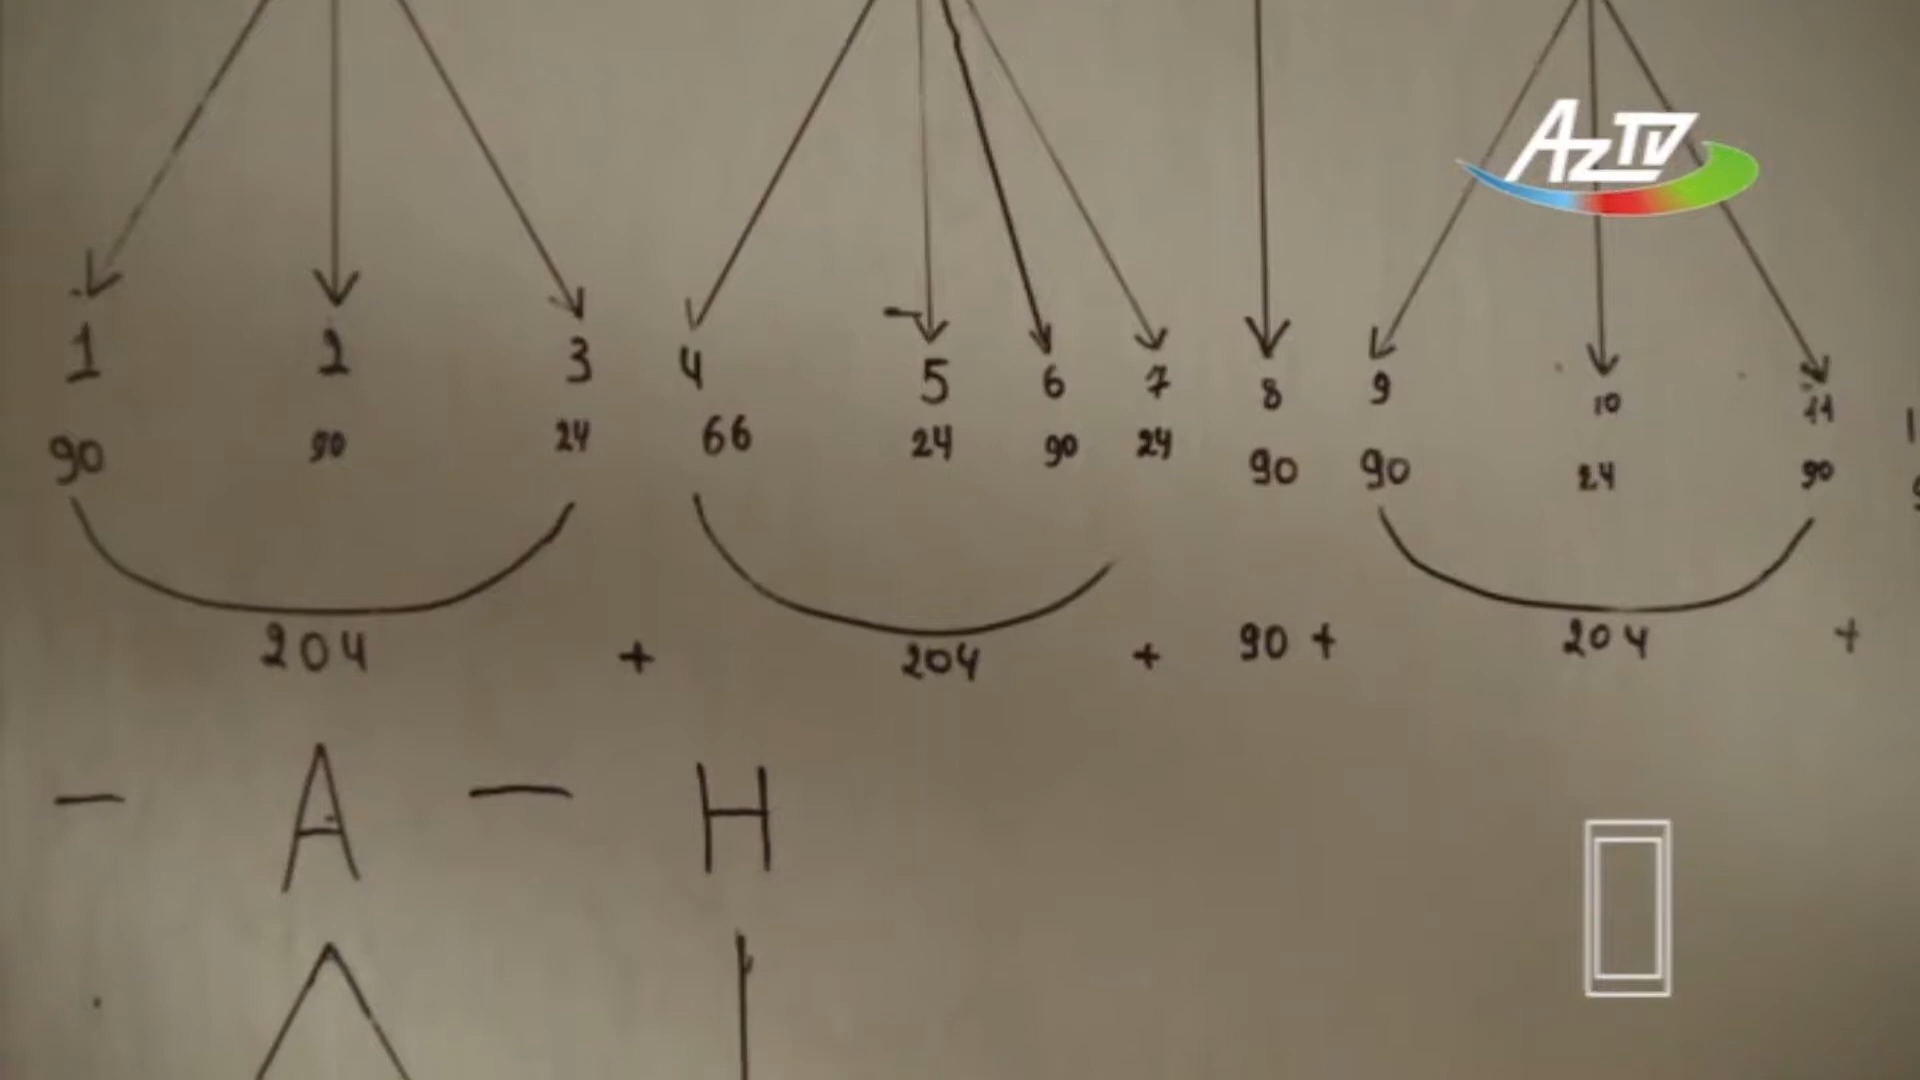 AZTV
1 2 3 4 5 6 7 8 9 10 11
90 90 24 66 24 90 24 90 90 24 90
204 + 204 + 90 + 204 +
— A — H